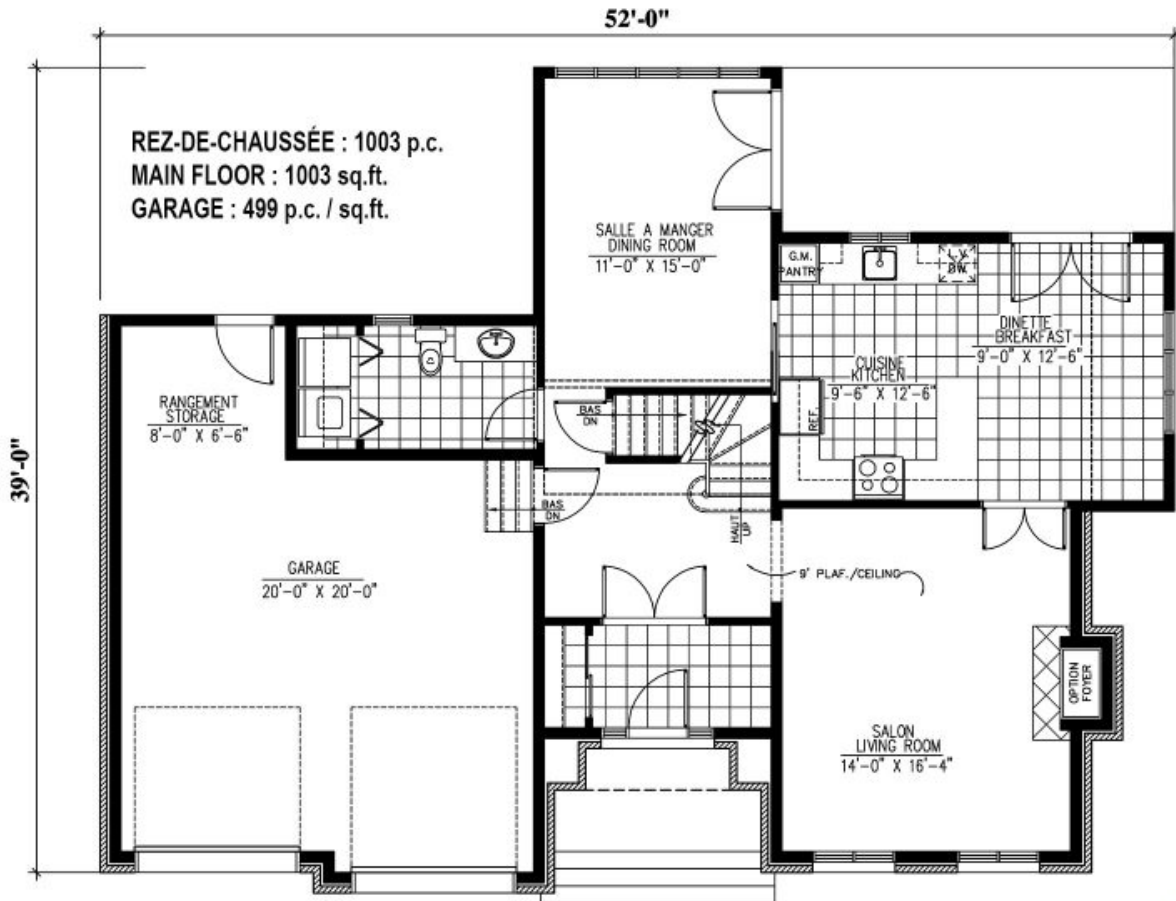 52'-0"
39'-0"
REZ-DE-CHAUSSÉE : 1003 p.c.
MAIN FLOOR : 1003 sq.ft.
GARAGE : 499 p.c. / sq.ft.
SALLE A MANGER
DINING ROOM
11'-0" X 15'-0"
G.M.
PANTRY
L-V
DW
DINETTE
BREAKFAST
9'-0" X 12'-6"
CUISINE
KITCHEN
9'-6" X 12'-6"
REF.
RANGEMENT
STORAGE
8'-0" X 6'-6"
BAS
DN
BAS
DN
HAUT
UP
9' PLAF./CEILING
GARAGE
20'-0" X 20'-0"
OPTION
FOYER
SALON
LIVING ROOM
14'-0" X 16'-4"